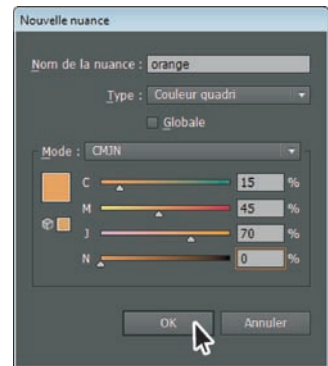 Nouvelle nuance
Nom de la nuance : orange
Type : Couleur quadri
Globale
Mode : CMJN
C 15 %
M 45 %
J 70 %
N 0 %
OK Annuler